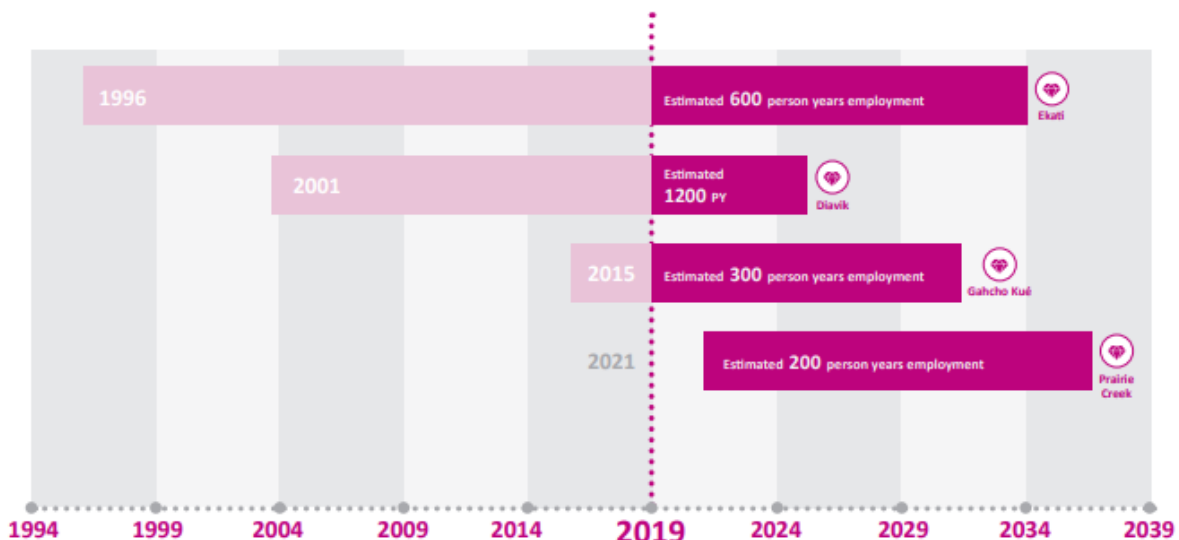 1996
Estimated 600 person years employment
Ekati
2001
Estimated
1200 PY
Diavik
2015
Estimated 300 person years employment
Gahcho Kué
2021
Estimated 200 person years employment
Prairie
Creek
1994 1999 2004 2009 2014 2019 2024 2029 2034 2039